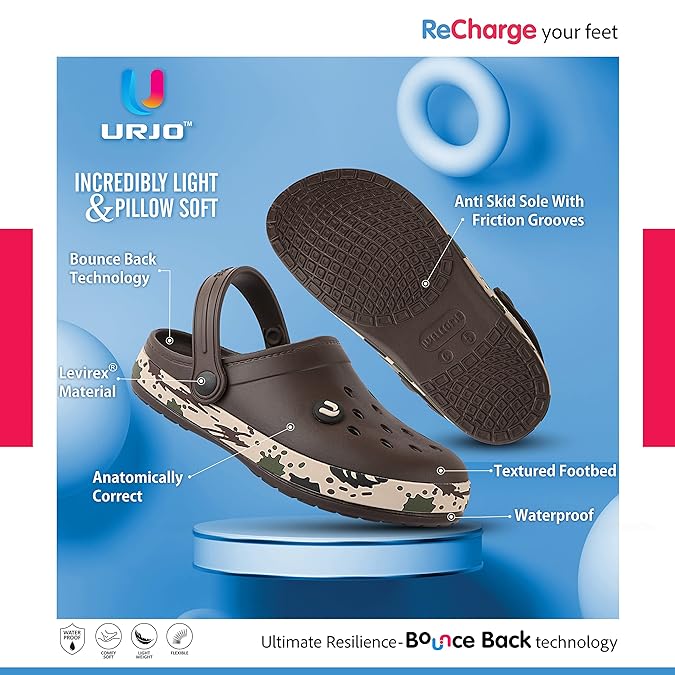 ReCharge your feet
URJO™
INCREDIBLY LIGHT
& PILLOW SOFT
Anti Skid Sole With
Friction Grooves
Bounce Back
Technology
Levirex®
Material
Anatomically
Correct
Textured Footbed
Waterproof
WATER
PROOF
COMFY
SOFT
LIGHT
WEIGHT
FLEXIBLE
Ultimate Resilience-Bounce Back technology